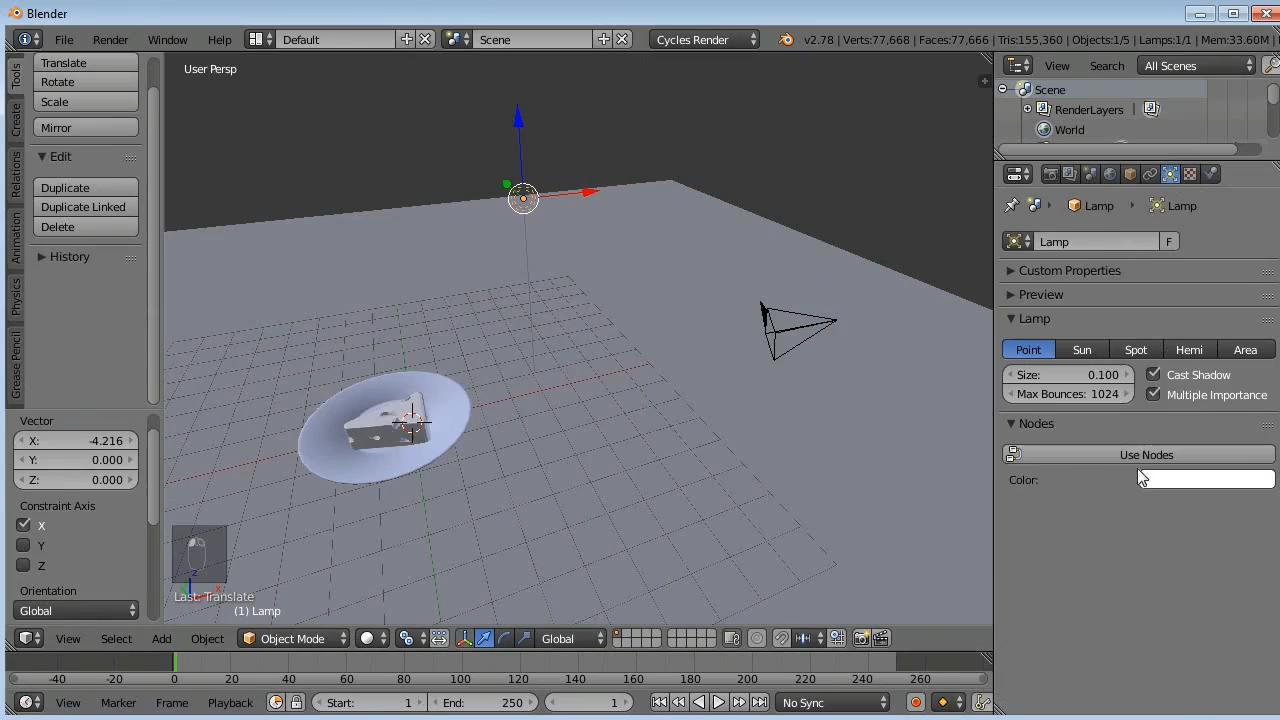 Blender
File Render Window Help Default Scene Cycles Render v2.78 | Verts:77,668 | Faces:77,666 | Tris:155,360 | Objects:1/5 | Lamps:1/1 | Mem:33.60M
User Persp
Tools
Create
Relations
Animation
Physics
Grease Pencil
Translate
Rotate
Scale
Mirror
Edit
Duplicate
Duplicate Linked
Delete
History
Vector
X: -4.216
Y: 0.000
Z: 0.000
Constraint Axis
X
Y
Z
Orientation
Global
z
x
Last: Translate
(1) Lamp
View Select Add Object Object Mode Global
-40 -20 0 20 40 60 80 100 120 140 160 180 200 220 240 260
View Marker Frame Playback Start: 1 End: 250 1 No Sync
View Search All Scenes
Scene
RenderLayers
World
Lamp Lamp
Lamp F
Custom Properties
Preview
Lamp
Point Sun Spot Hemi Area
Size: 0.100 Cast Shadow
Max Bounces: 1024 Multiple Importance
Nodes
Use Nodes
Color: